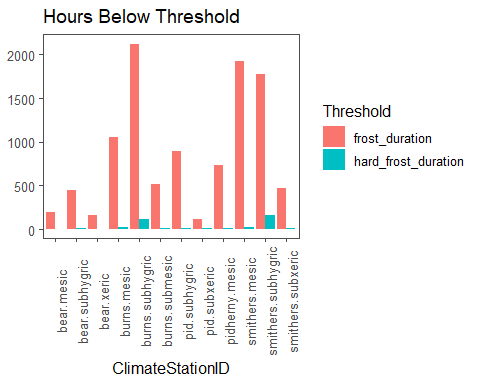 Hours Below Threshold
2000
1500
1000
500
0
bear.mesic
bear.subhygric
bear.xeric
burns.mesic
burns.subhygric
burns.submesic
pid.subhygric
pid.subxeric
pidherny.mesic
smithers.mesic
smithers.subhygric
smithers.subxeric
ClimateStationID
Threshold
frost_duration
hard_frost_duration